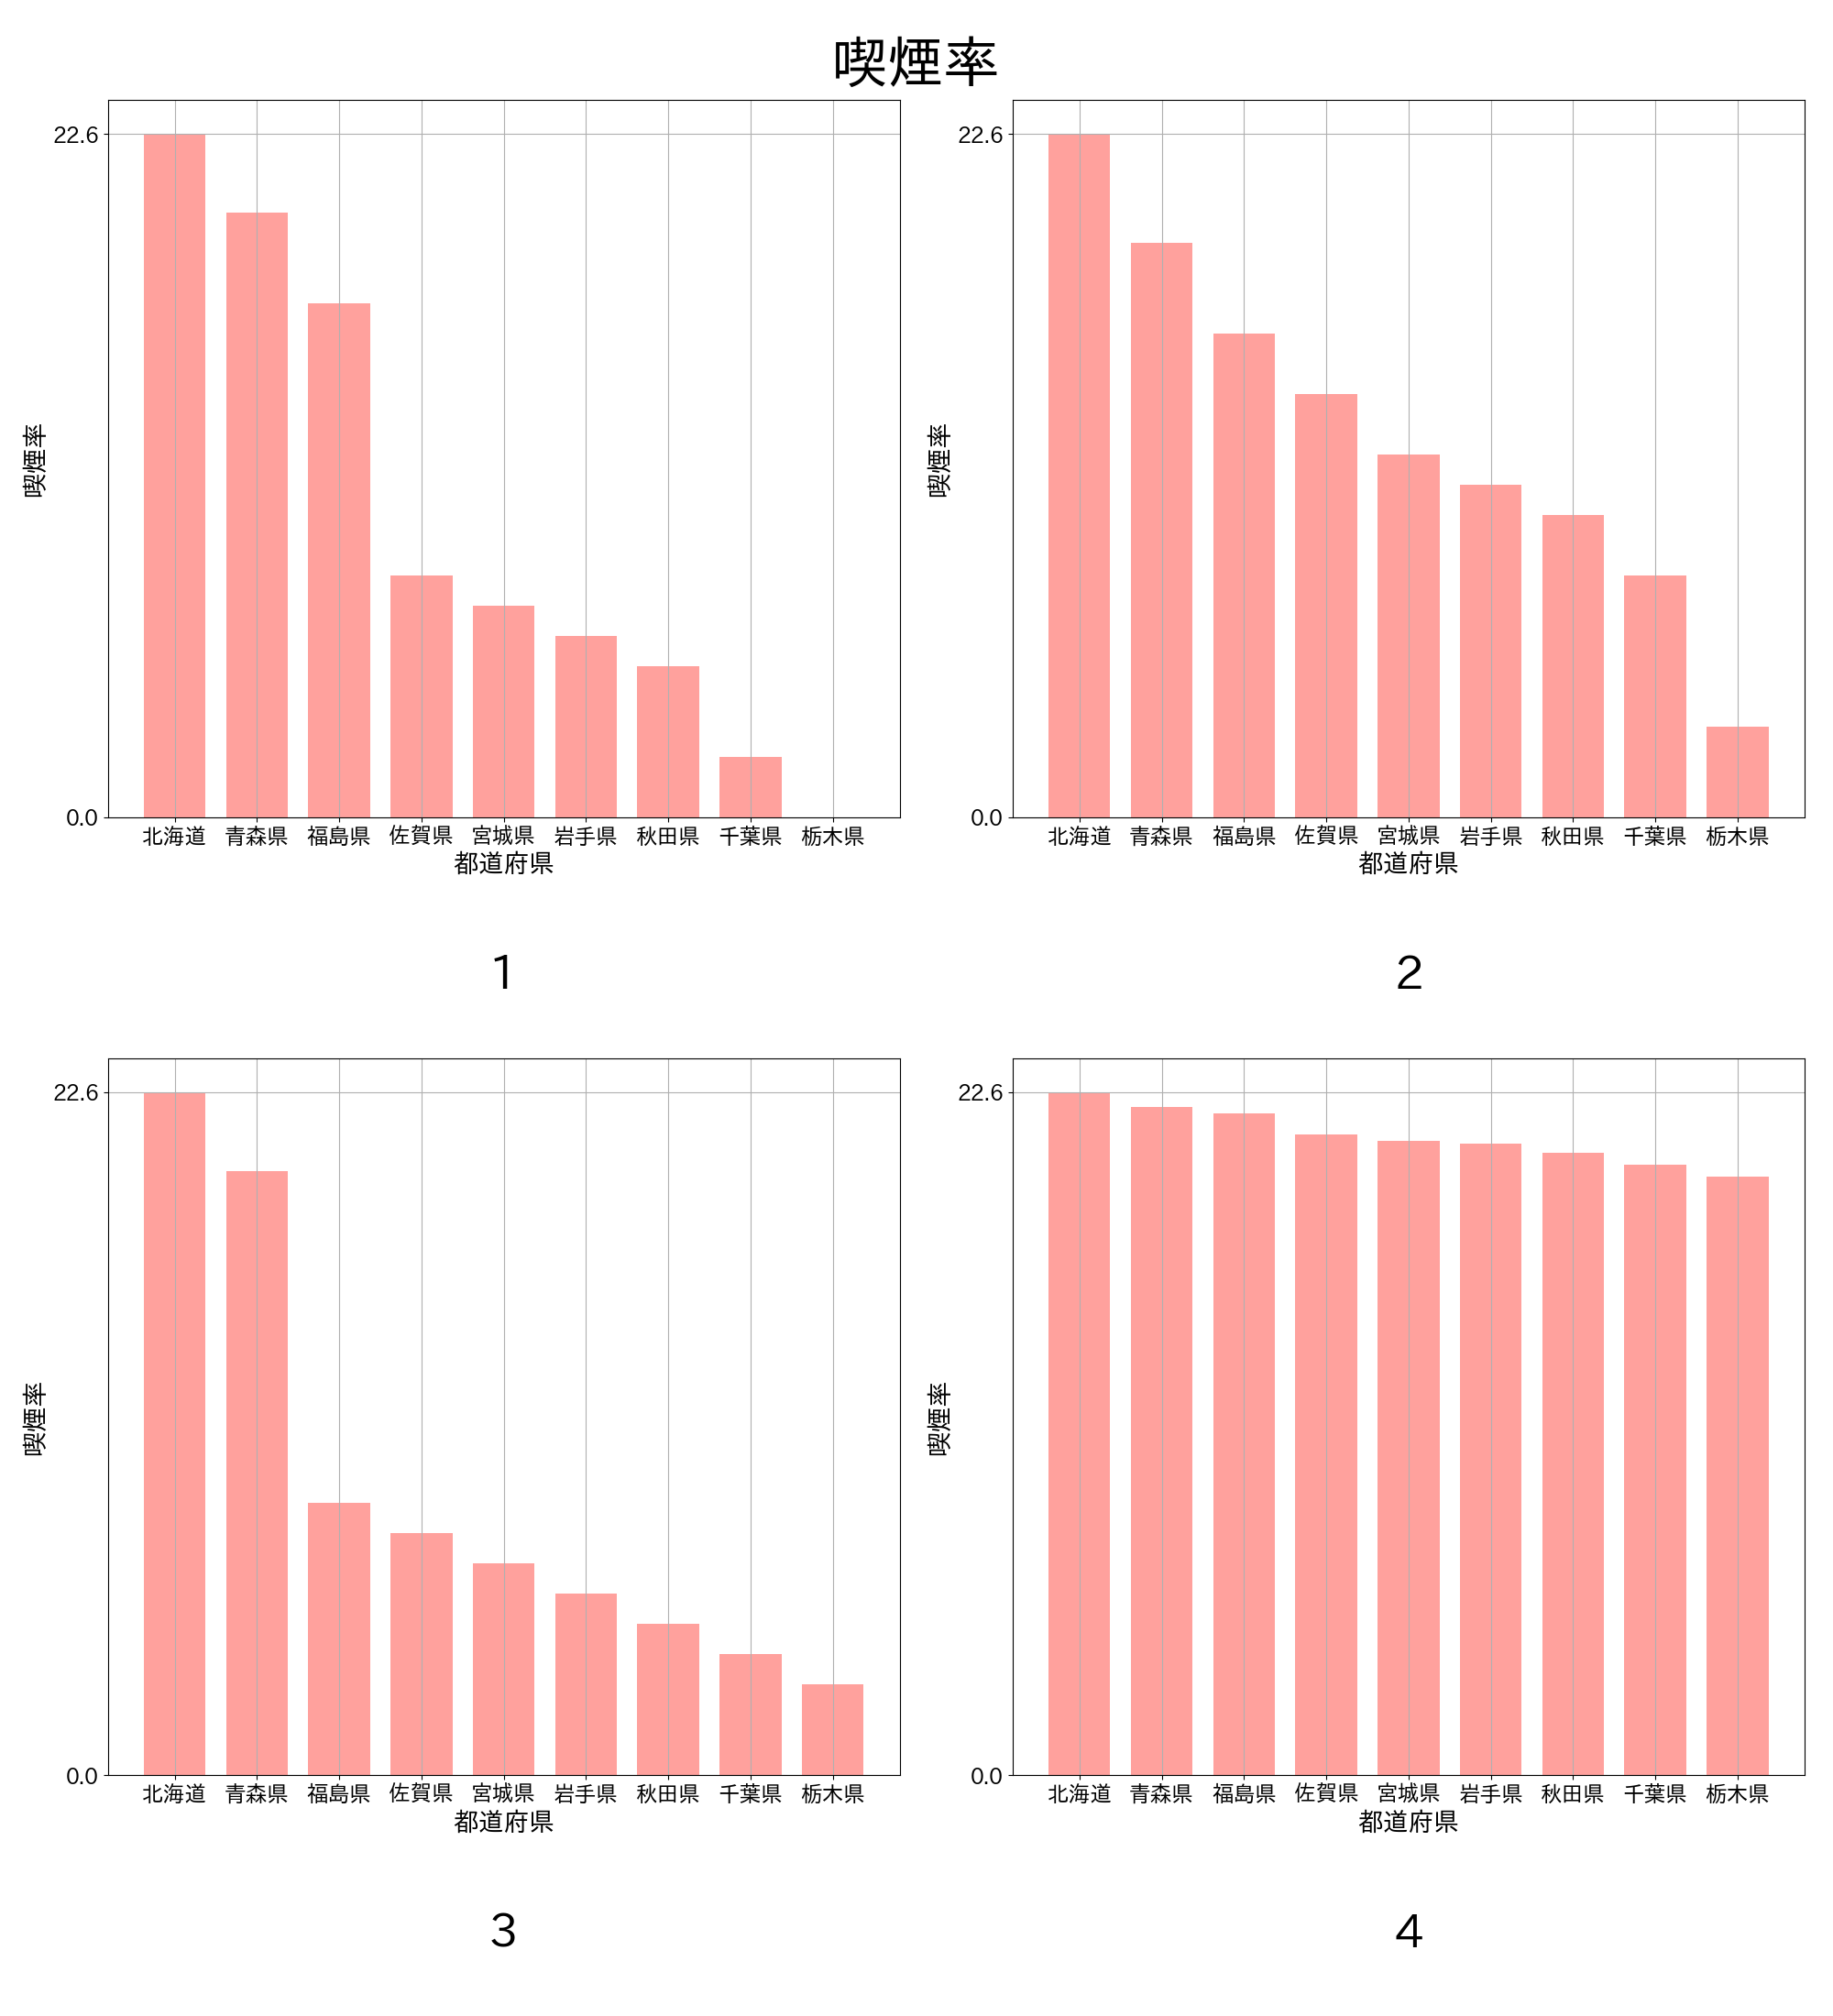 喫煙率
22.6
0.0
喫煙率
北海道 青森県 福島県 佐賀県 宮城県 岩手県 秋田県 千葉県 栃木県
都道府県
1
22.6
0.0
喫煙率
北海道 青森県 福島県 佐賀県 宮城県 岩手県 秋田県 千葉県 栃木県
都道府県
2
22.6
0.0
喫煙率
北海道 青森県 福島県 佐賀県 宮城県 岩手県 秋田県 千葉県 栃木県
都道府県
3
22.6
0.0
喫煙率
北海道 青森県 福島県 佐賀県 宮城県 岩手県 秋田県 千葉県 栃木県
都道府県
4